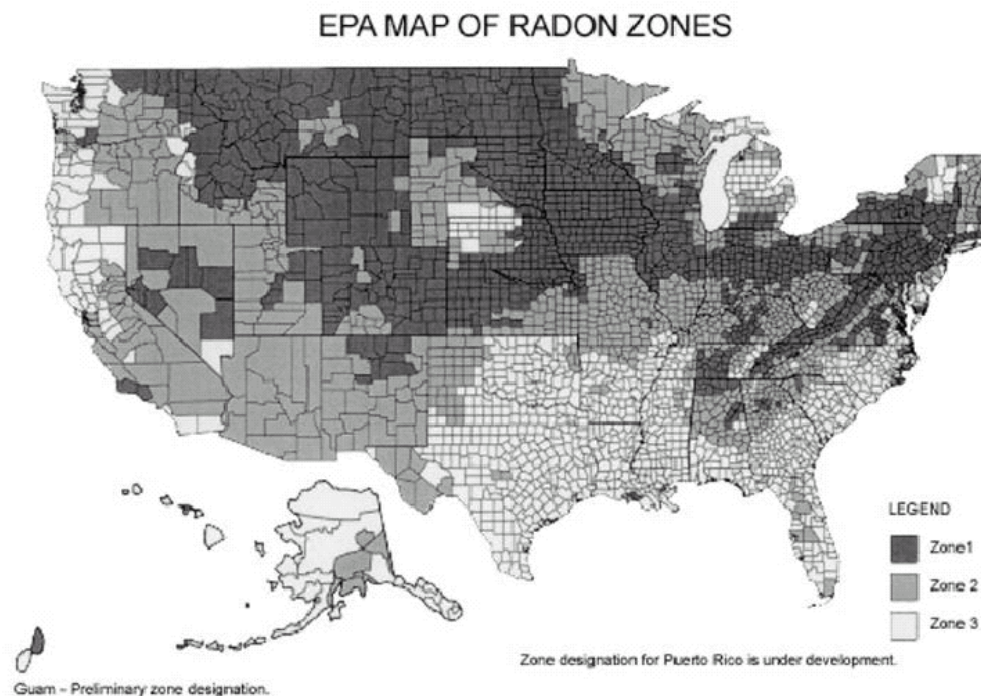 EPA MAP OF RADON ZONES
LEGEND
Zone1
Zone 2
Zone 3
Zone designation for Puerto Rico is under development.
Guam – Preliminary zone designation.